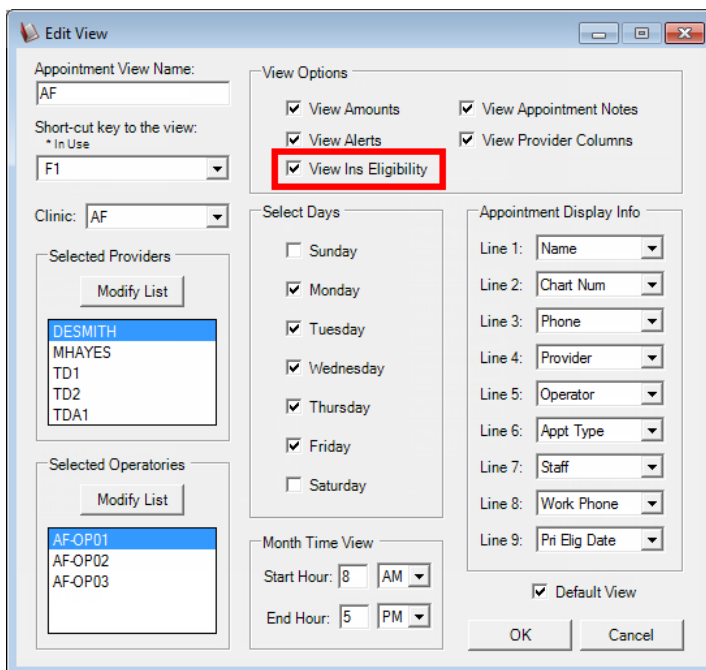 Edit View
Appointment View Name:
AF
Short-cut key to the view:
* In Use
F1
Clinic: AF
Selected Providers
Modify List
DESMITH
MHAYES
TD1
TD2
TDA1
Selected Operatories
Modify List
AF-OP01
AF-OP02
AF-OP03
View Options
View Amounts
View Appointment Notes
View Alerts
View Provider Columns
View Ins Eligibility
Select Days
Sunday
Monday
Tuesday
Wednesday
Thursday
Friday
Saturday
Month Time View
Start Hour: 8 AM
End Hour: 5 PM
Appointment Display Info
Line 1: Name
Line 2: Chart Num
Line 3: Phone
Line 4: Provider
Line 5: Operator
Line 6: Appt Type
Line 7: Staff
Line 8: Work Phone
Line 9: Pri Elig Date
Default View
OK
Cancel